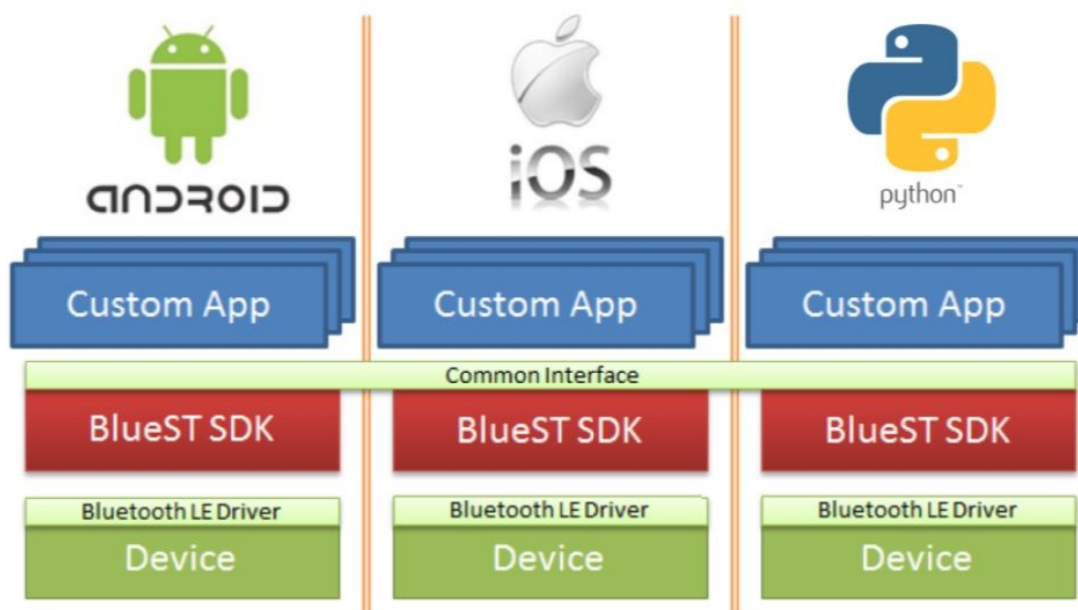 ANDROID
iOS
python™
Custom App
Custom App
Custom App
Common Interface
BlueST SDK
BlueST SDK
BlueST SDK
Bluetooth LE Driver
Bluetooth LE Driver
Bluetooth LE Driver
Device
Device
Device